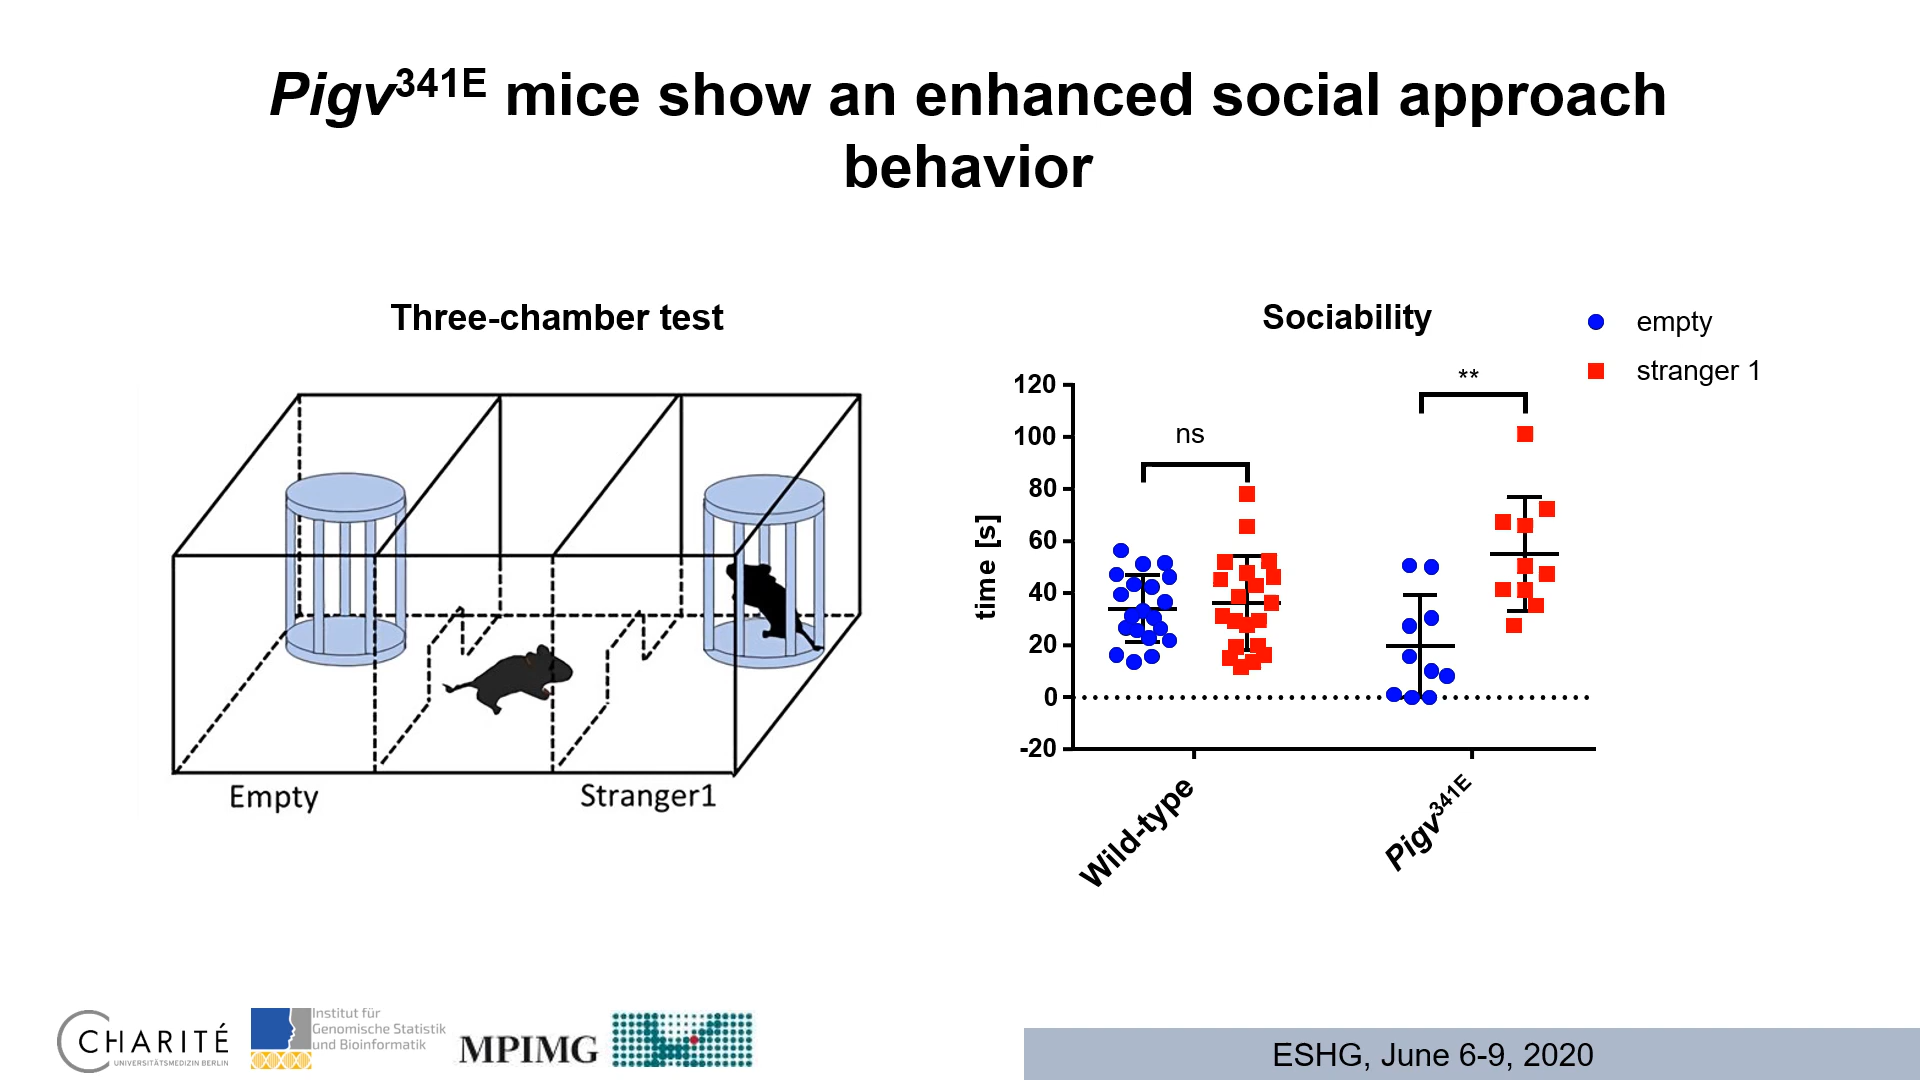 Pigv341E mice show an enhanced social approach
behavior
Three-chamber test
Empty
Stranger1
Sociability
empty
stranger 1
**
ns
120
100
80
60
40
20
0
-20
time [s]
Wild-type
Pigv341E
CHARITÉ
UNIVERSITÄTSMEDIZIN BERLIN
Institut für
Genomische Statistik
und Bioinformatik
MPIMG
ESHG, June 6-9, 2020